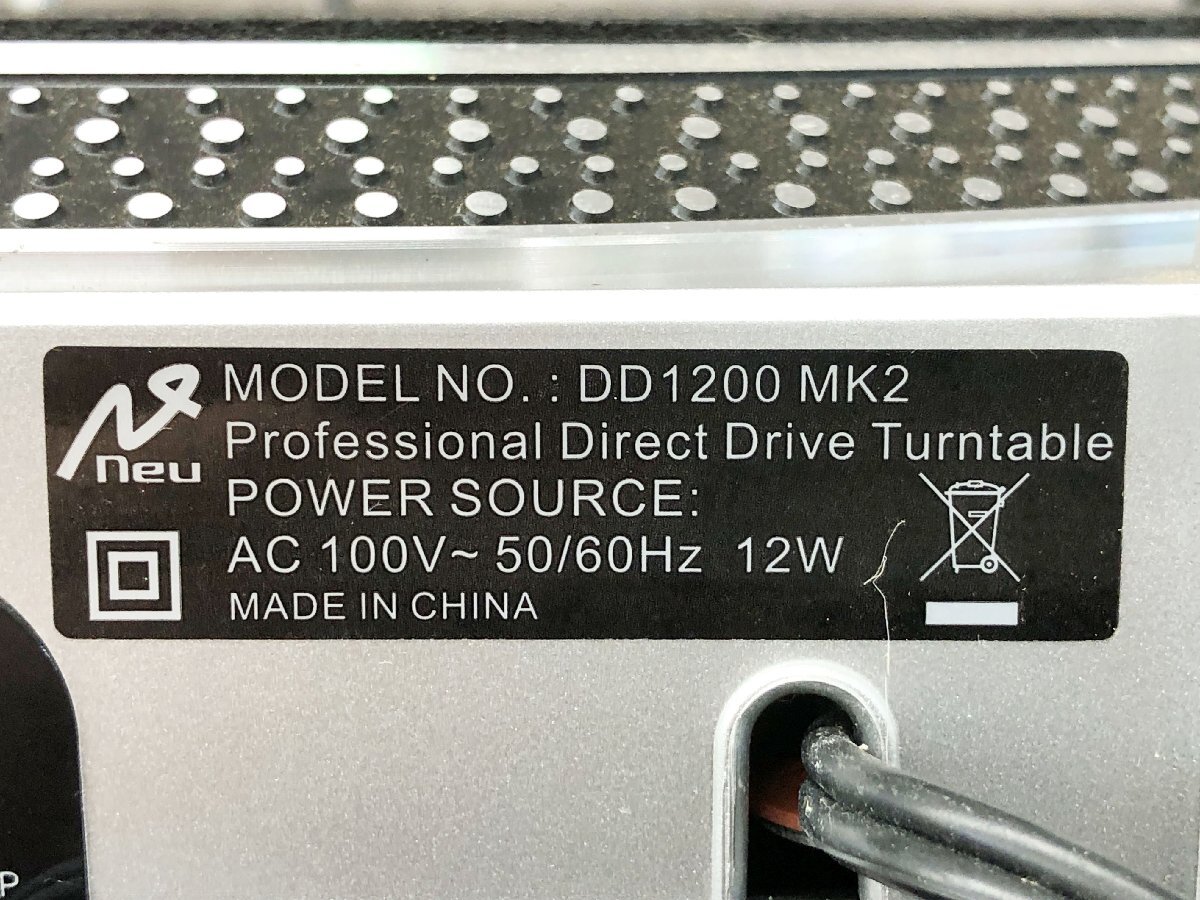 MODEL NO. : DD1200 MK2
Professional Direct Drive Turntable
neu
POWER SOURCE:
AC 100V~ 50/60Hz 12W
MADE IN CHINA
P